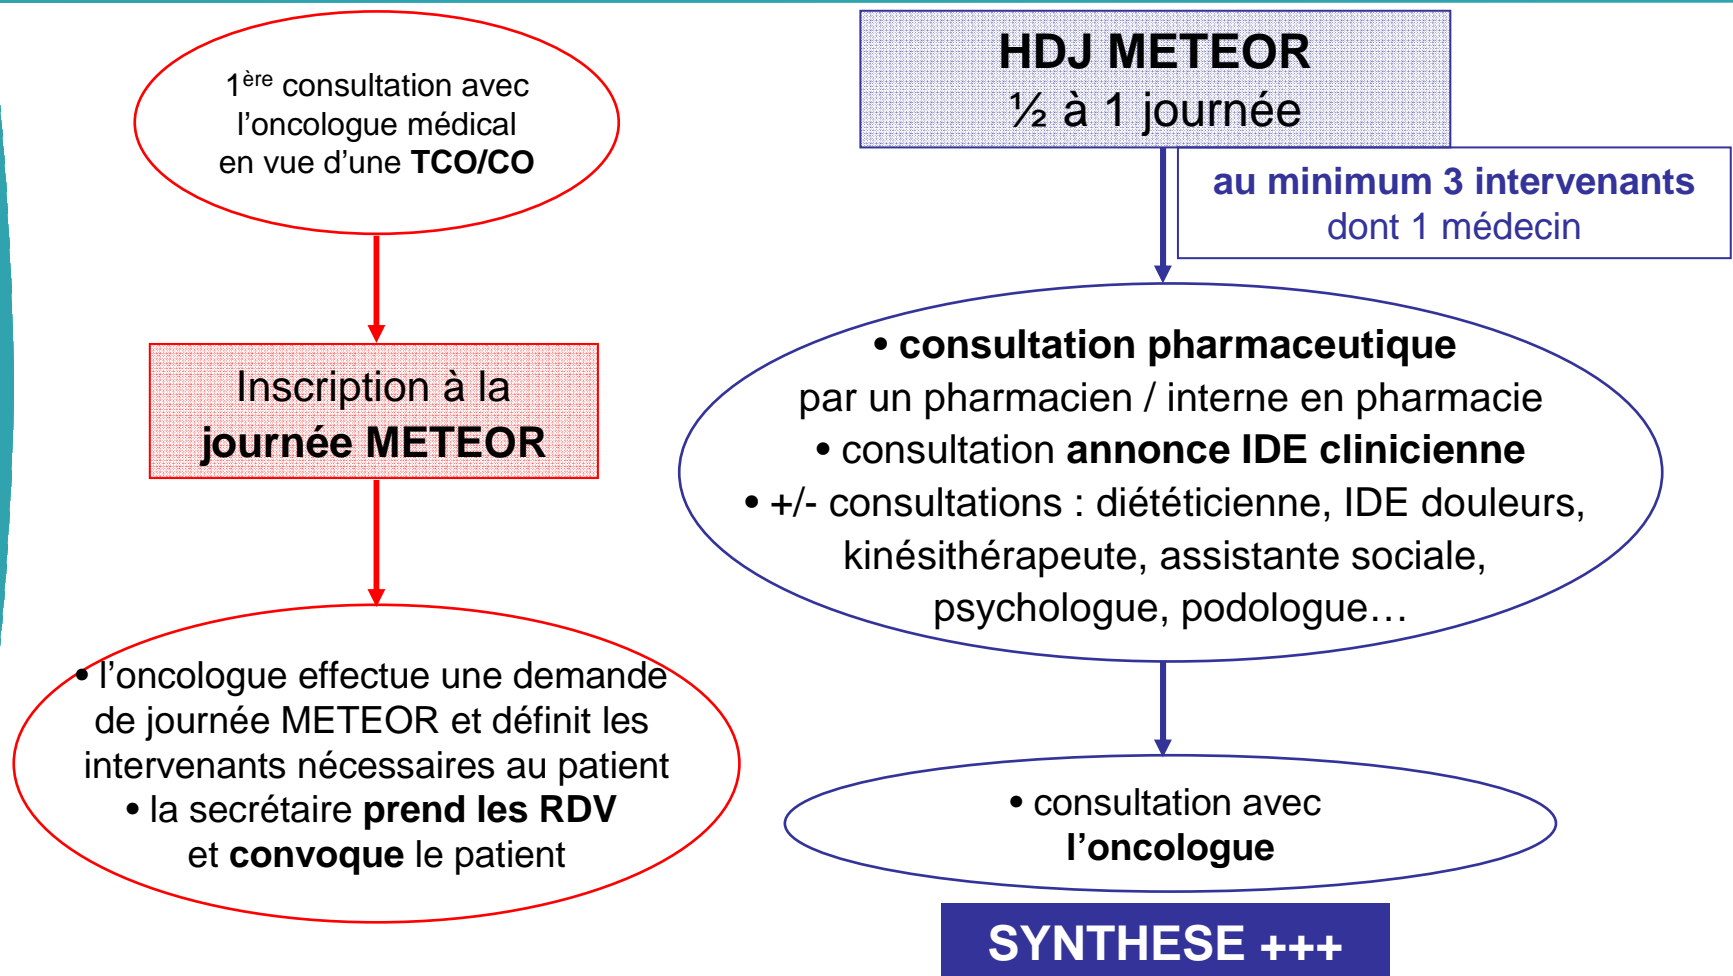 1ère consultation avec
l’oncologue médical
en vue d’une TCO/CO
Inscription à la
journée METEOR
• l’oncologue effectue une demande
de journée METEOR et définit les
intervenants nécessaires au patient
• la secrétaire prend les RDV
et convoque le patient
HDJ METEOR
½ à 1 journée
au minimum 3 intervenants
dont 1 médecin
• consultation pharmaceutique
par un pharmacien / interne en pharmacie
• consultation annonce IDE clinicienne
• +/- consultations : diététicienne, IDE douleurs,
kinésithérapeute, assistante sociale,
psychologue, podologue…
• consultation avec
l’oncologue
SYNTHESE +++